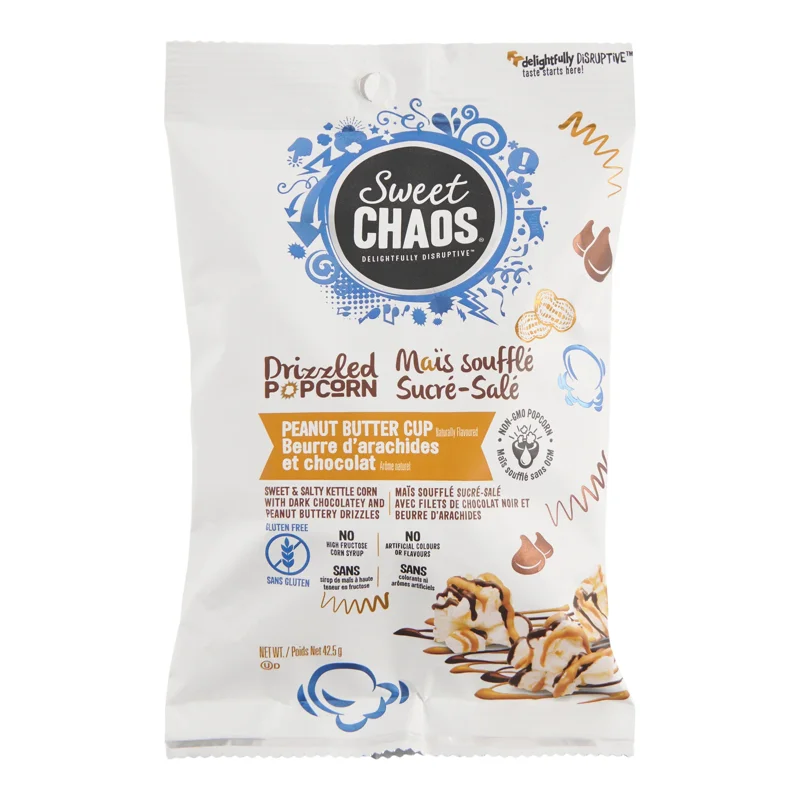 delightfully DISRUPTIVE™
taste starts here!
Sweet
CHAOS®
DELIGHTFULLY DISRUPTIVE™
Drizzled
POPCORN
Maïs soufflé
Sucré-Salé
PEANUT BUTTER CUP Naturally Flavoured
Beurre d'arachides
et chocolat Arôme naturel
• NON-GMO POPCORN •
Maïs soufflé sans OGM
SWEET & SALTY KETTLE CORN
WITH DARK CHOCOLATEY AND
PEANUT BUTTERY DRIZZLES
MAÏS SOUFFLÉ SUCRÉ-SALÉ
AVEC FILETS DE CHOCOLAT NOIR ET
BEURRE D'ARACHIDES
GLUTEN FREE
SANS GLUTEN
NO
HIGH FRUCTOSE
CORN SYRUP
SANS
sirop de maïs à haute
teneur en fructose
NO
ARTIFICIAL COLOURS
OR FLAVOURS
SANS
colorants ni
arômes artificiels
NET WT. / Poids Net 42.5 g
U D